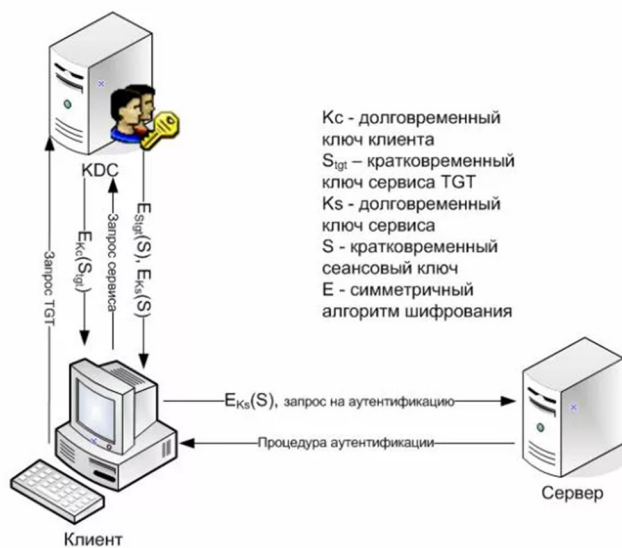 KDC
Запрос TGT
E_Kc(S_tgt)
Запрос сервиса
E_Stgt(S), E_Ks(S)
Kc - долговременный
ключ клиента
S_tgt – кратковременный
ключ сервиса TGT
Ks - долговременный
ключ сервиса
S - кратковременный
сеансовый ключ
E - симметричный
алгоритм шифрования
E_Ks(S), запрос на аутентификацию
Процедура аутентификации
Сервер
Клиент